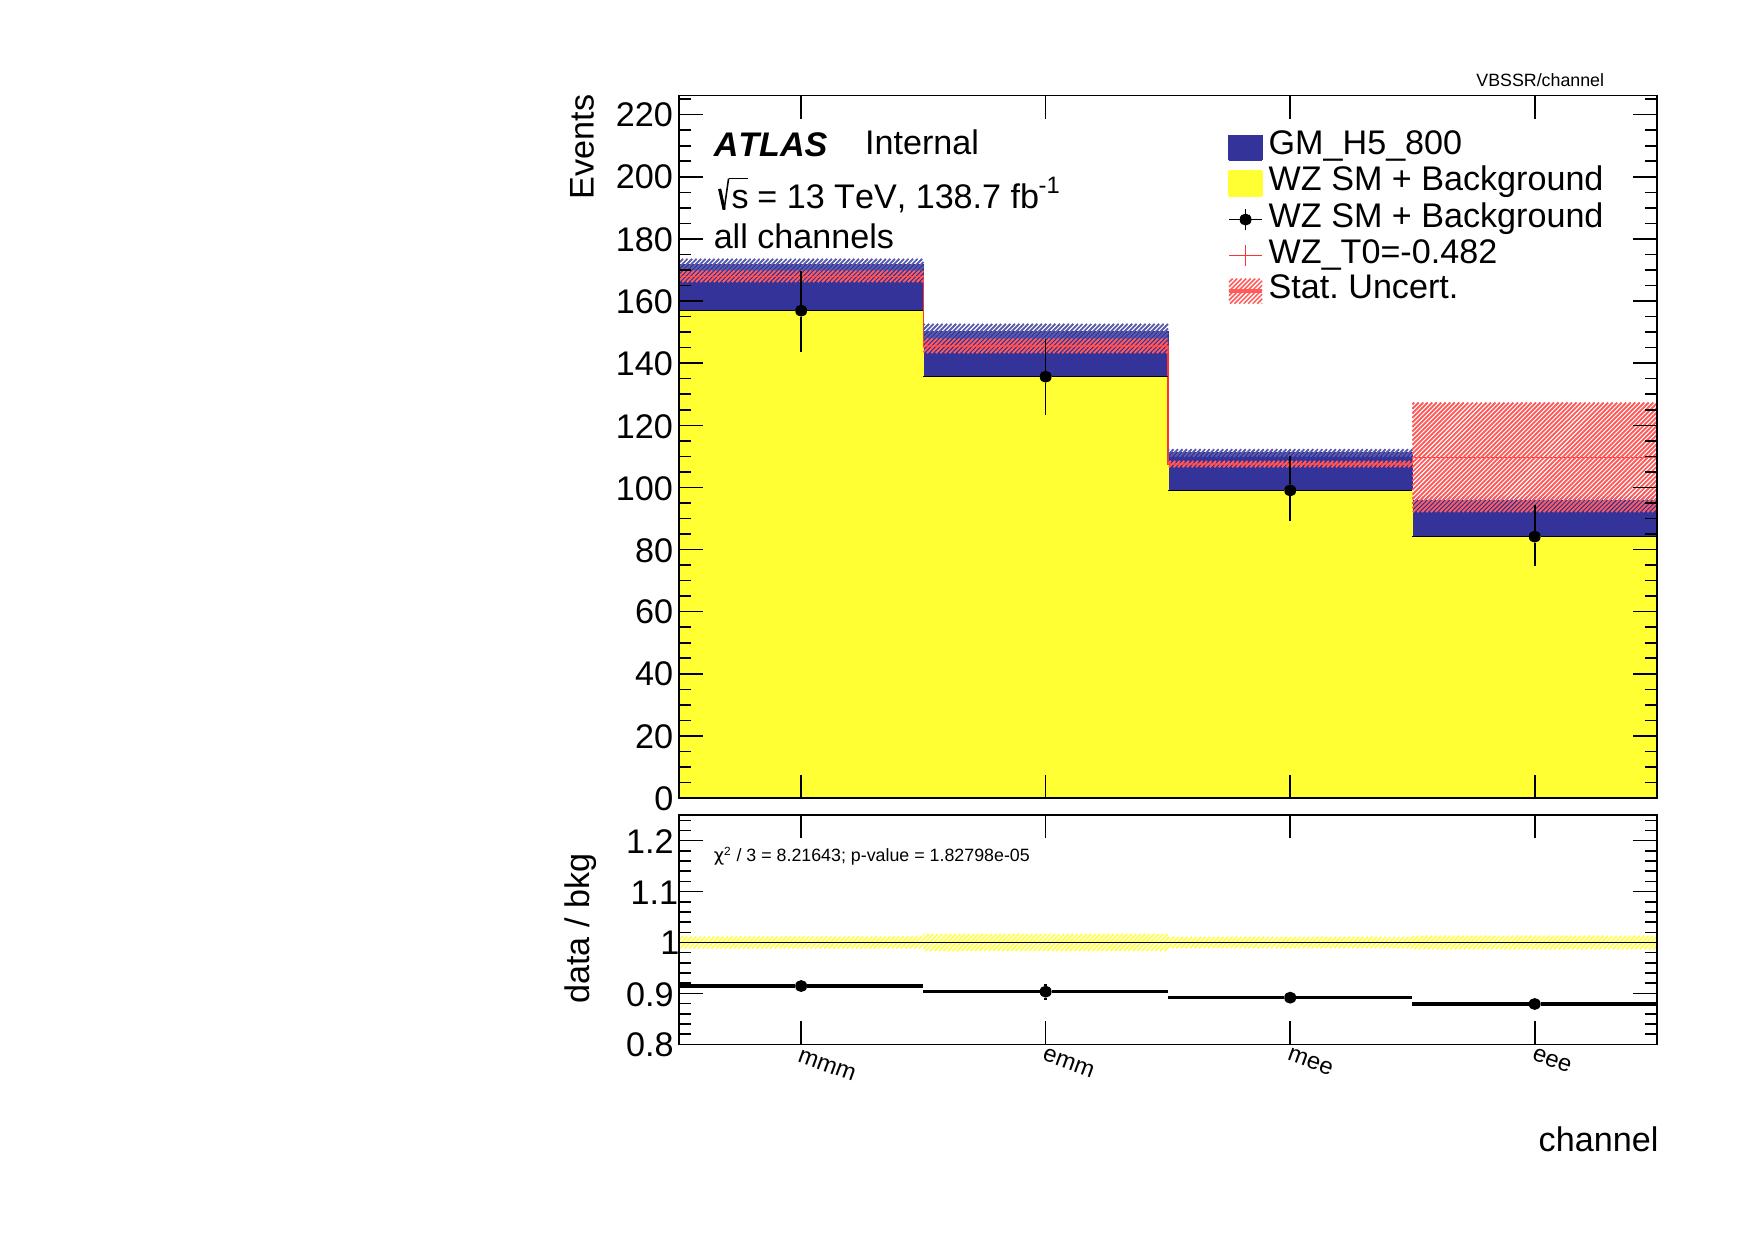 VBSSR/channel
Events
220
200
180
160
140
120
100
80
60
40
20
0
ATLAS Internal
√s = 13 TeV, 138.7 fb⁻¹
all channels
GM_H5_800
WZ SM + Background
WZ SM + Background
WZ_T0=-0.482
Stat. Uncert.
data / bkg
1.2
1.1
1
0.9
0.8
χ² / 3 = 8.21643; p-value = 1.82798e-05
mmm
emm
mee
eee
channel